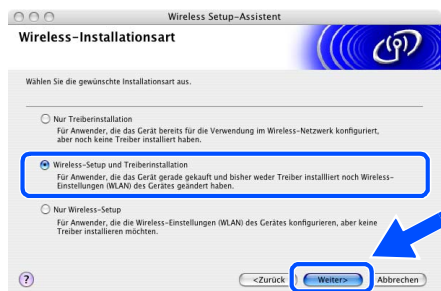 Wireless Setup-Assistent
Wireless-Installationsart
Wählen Sie die gewünschte Installationsart aus.
Nur Treiberinstallation
Für Anwender, die das Gerät bereits für die Verwendung im Wireless-Netzwerk konfiguriert,
aber noch keine Treiber installiert haben.
Wireless-Setup und Treiberinstallation
Für Anwender, die das Gerät gerade gekauft und bisher weder Treiber installliert noch Wireless-
Einstellungen (WLAN) des Gerätes geändert haben.
Nur Wireless-Setup
Für Anwender, die die Wireless-Einstellungen (WLAN) des Gerätes konfigurieren, aber keine
Treiber installieren möchten.
? <Zurück Weiter> Abbrechen